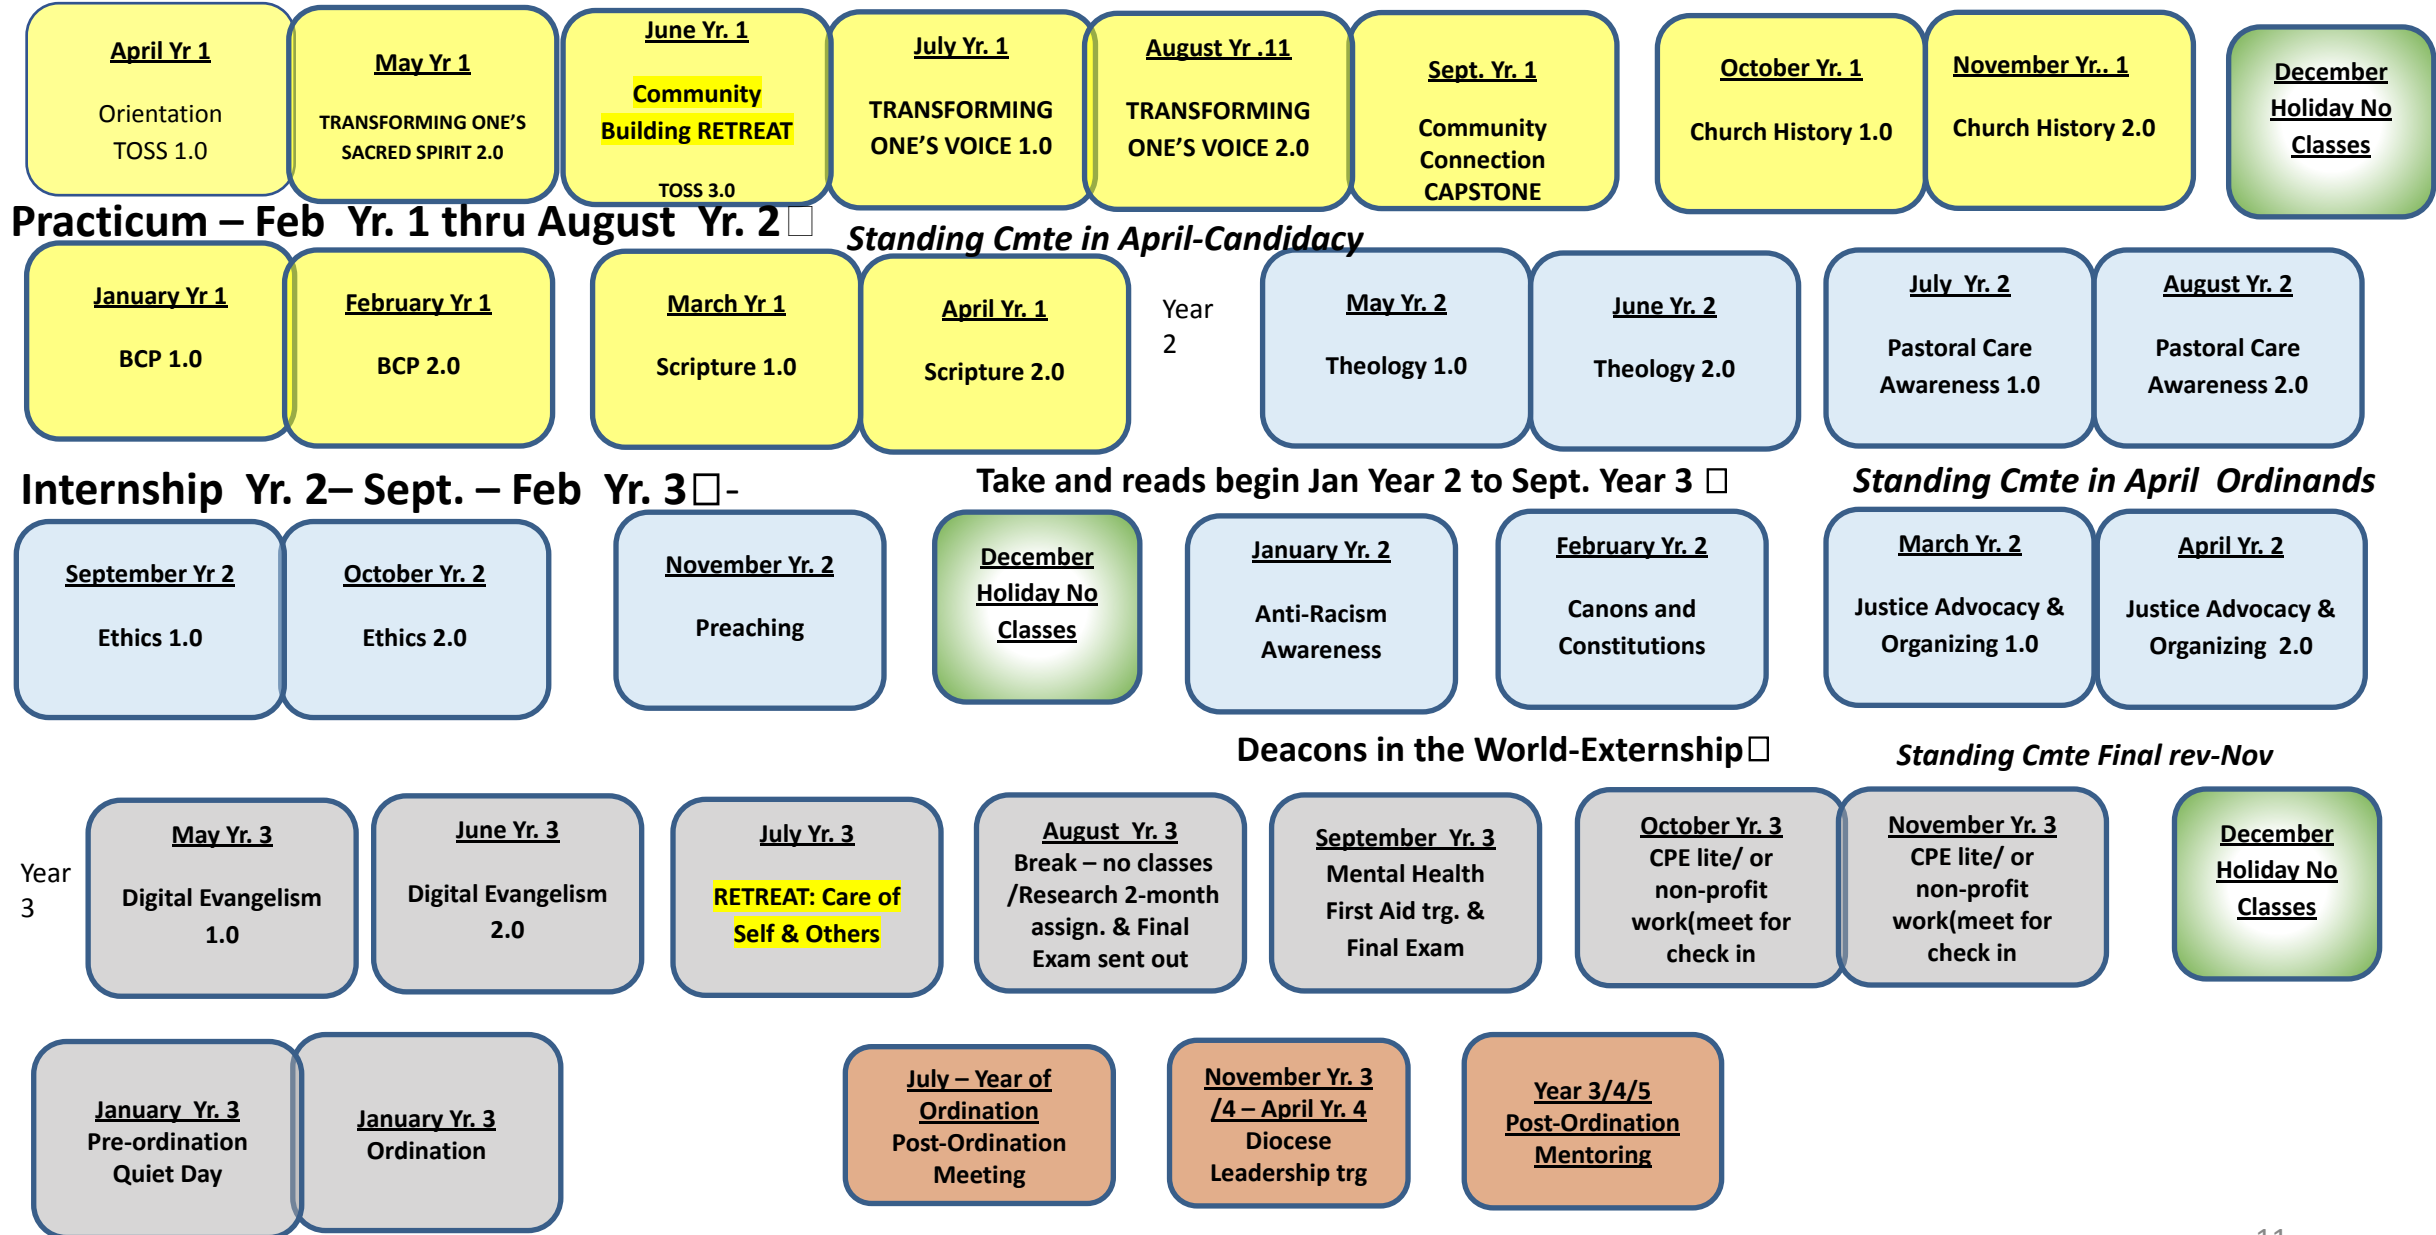 April Yr 1
Orientation
TOSS 1.0
May Yr 1
TRANSFORMING ONE'S
SACRED SPIRIT 2.0
June Yr. 1
Community
Building RETREAT
TOSS 3.0
July Yr. 1
TRANSFORMING
ONE'S VOICE 1.0
August Yr .11
TRANSFORMING
ONE'S VOICE 2.0
Sept. Yr. 1
Community
Connection
CAPSTONE
October Yr. 1
Church History 1.0
November Yr.. 1
Church History 2.0
December
Holiday No
Classes
Practicum – Feb Yr. 1 thru August Yr. 2□
Standing Cmte in April-Candidacy
January Yr 1
BCP 1.0
February Yr 1
BCP 2.0
March Yr 1
Scripture 1.0
April Yr. 1
Scripture 2.0
Year
2
May Yr. 2
Theology 1.0
June Yr. 2
Theology 2.0
July Yr. 2
Pastoral Care
Awareness 1.0
August Yr. 2
Pastoral Care
Awareness 2.0
Internship Yr. 2– Sept. – Feb Yr. 3□-
Take and reads begin Jan Year 2 to Sept. Year 3 □
Standing Cmte in April Ordinands
September Yr 2
Ethics 1.0
October Yr. 2
Ethics 2.0
November Yr. 2
Preaching
December
Holiday No
Classes
January Yr. 2
Anti-Racism
Awareness
February Yr. 2
Canons and
Constitutions
March Yr. 2
Justice Advocacy &
Organizing 1.0
April Yr. 2
Justice Advocacy &
Organizing 2.0
Deacons in the World-Externship□
Standing Cmte Final rev-Nov
Year
3
May Yr. 3
Digital Evangelism
1.0
June Yr. 3
Digital Evangelism
2.0
July Yr. 3
RETREAT: Care of
Self & Others
August Yr. 3
Break – no classes
/Research 2-month
assign. & Final
Exam sent out
September Yr. 3
Mental Health
First Aid trg. &
Final Exam
October Yr. 3
CPE lite/ or
non-profit
work(meet for
check in
November Yr. 3
CPE lite/ or
non-profit
work(meet for
check in
December
Holiday No
Classes
January Yr. 3
Pre-ordination
Quiet Day
January Yr. 3
Ordination
July – Year of
Ordination
Post-Ordination
Meeting
November Yr. 3
/4 – April Yr. 4
Diocese
Leadership trg
Year 3/4/5
Post-Ordination
Mentoring
11